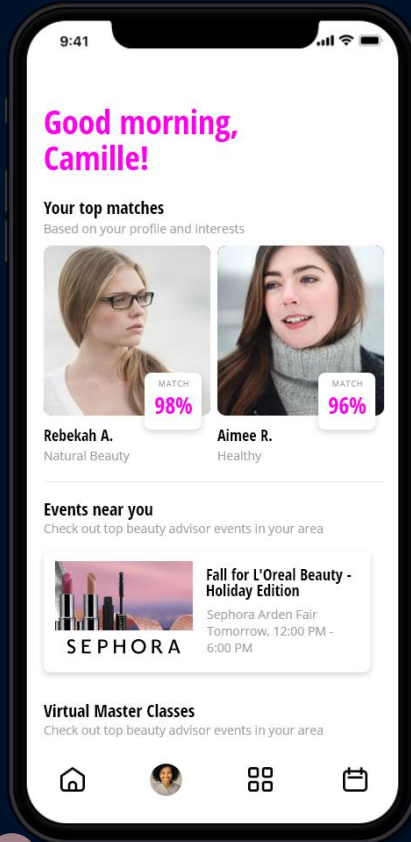 9:41
Good morning,
Camille!
Your top matches
Based on your profile and interests
MATCH
98%
MATCH
96%
Rebekah A.
Natural Beauty
Aimee R.
Healthy
Events near you
Check out top beauty advisor events in your area
SEPHORA
Fall for L'Oreal Beauty -
Holiday Edition
Sephora Arden Fair
Tomorrow, 12:00 PM -
6:00 PM
Virtual Master Classes
Check out top beauty advisor events in your area